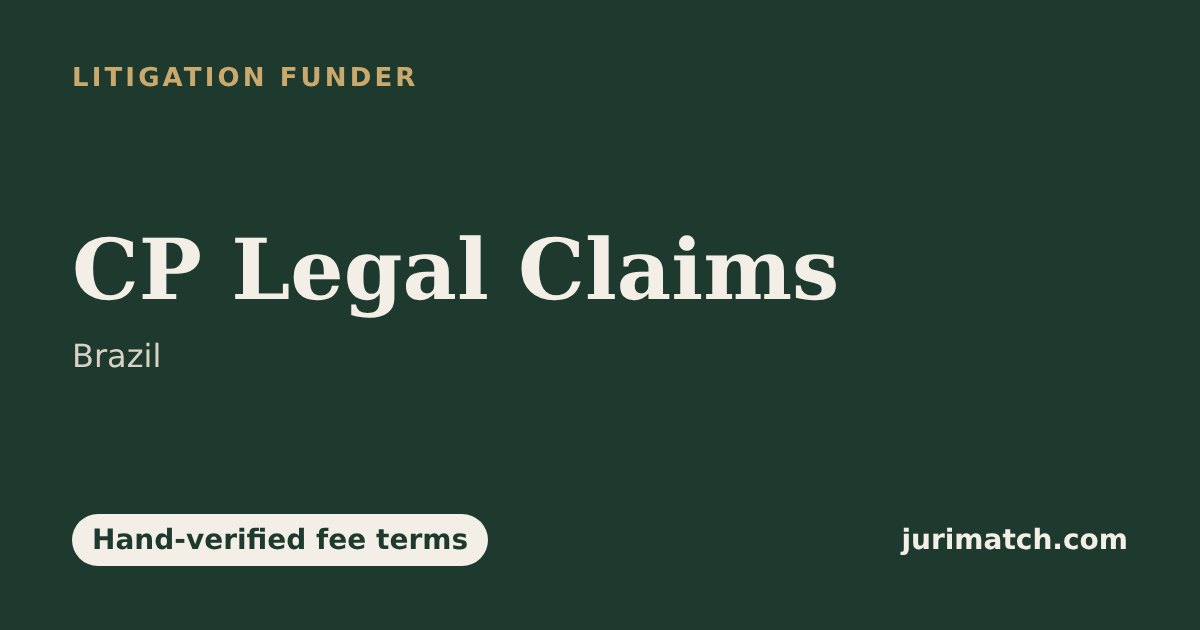 LITIGATION FUNDER
CP Legal Claims
Brazil
Hand-verified fee terms
jurimatch.com